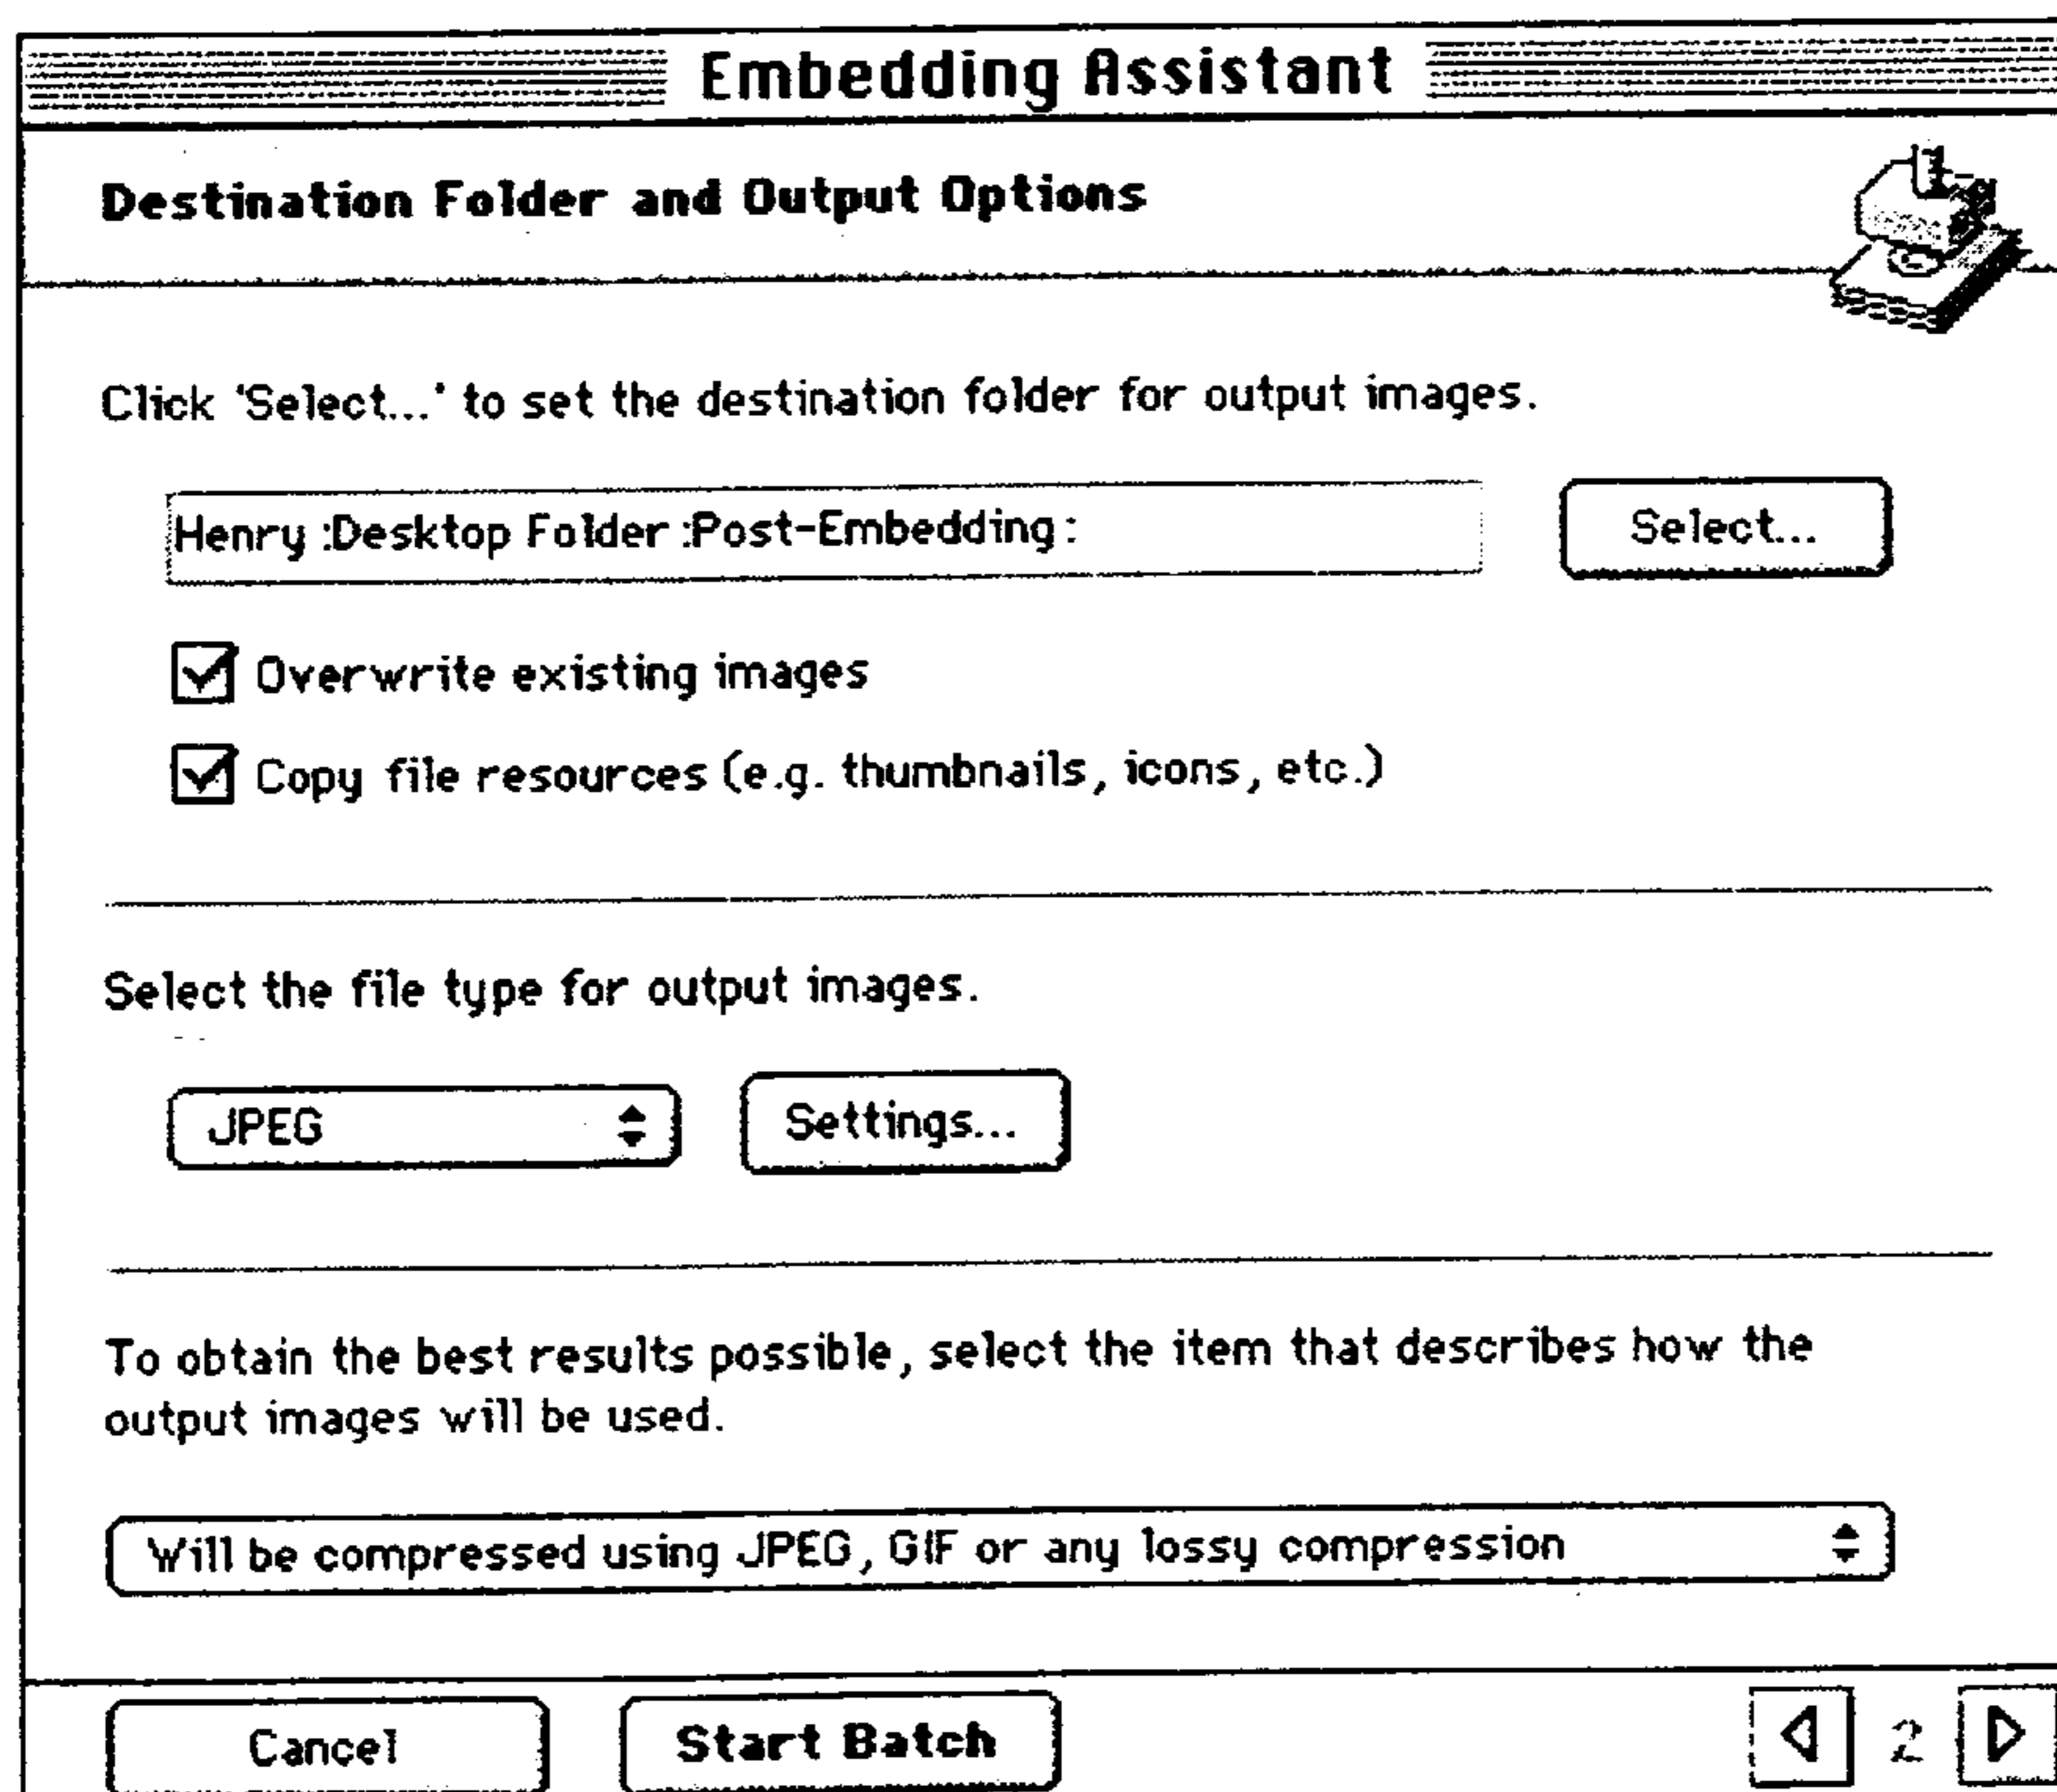 Embedding Assistant
Destination Folder and Output Options
Click 'Select...' to set the destination folder for output images.
Henry :Desktop Folder :Post-Embedding :
Select...
Overwrite existing images
Copy file resources (e.g. thumbnails, icons, etc.)
Select the file type for output images.
JPEG
Settings...
To obtain the best results possible, select the item that describes how the
output images will be used.
Will be compressed using JPEG, GIF or any lossy compression
Cancel
Start Batch
2